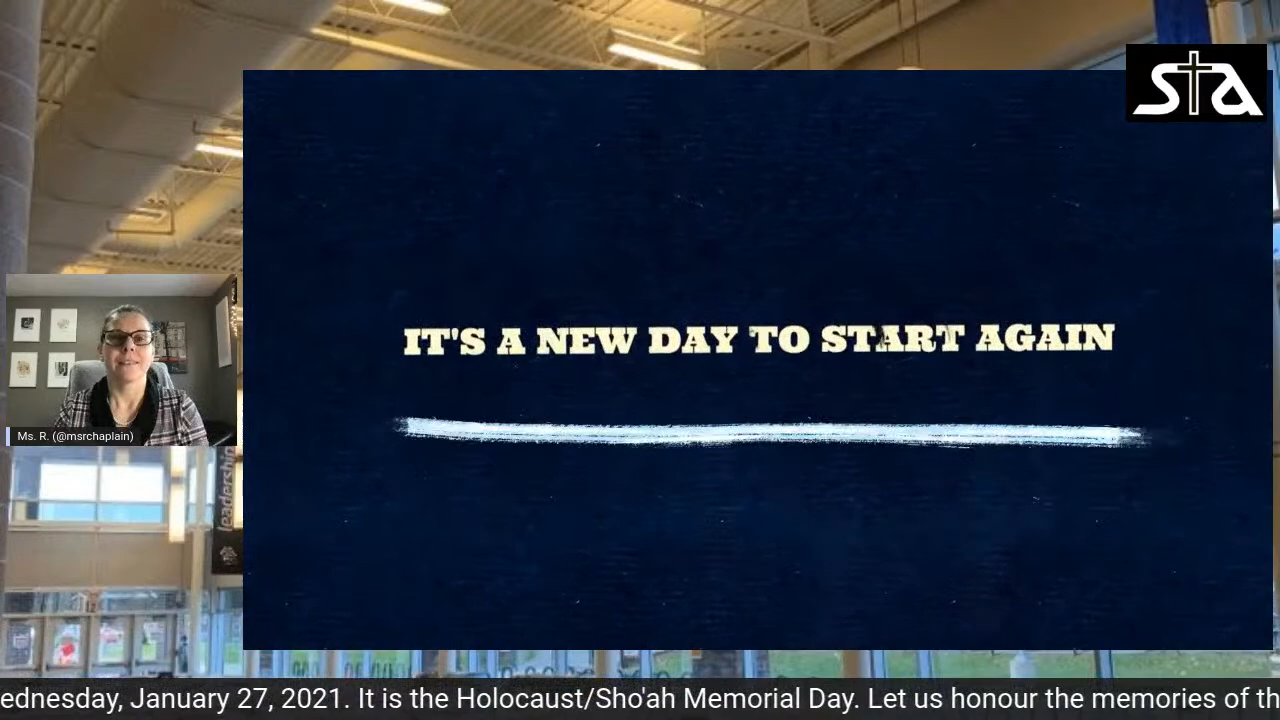 sta
IT'S A NEW DAY TO START AGAIN
Ms. R. (@msrchaplain)
leadership
ednesday, January 27, 2021. It is the Holocaust/Sho'ah Memorial Day. Let us honour the memories of th